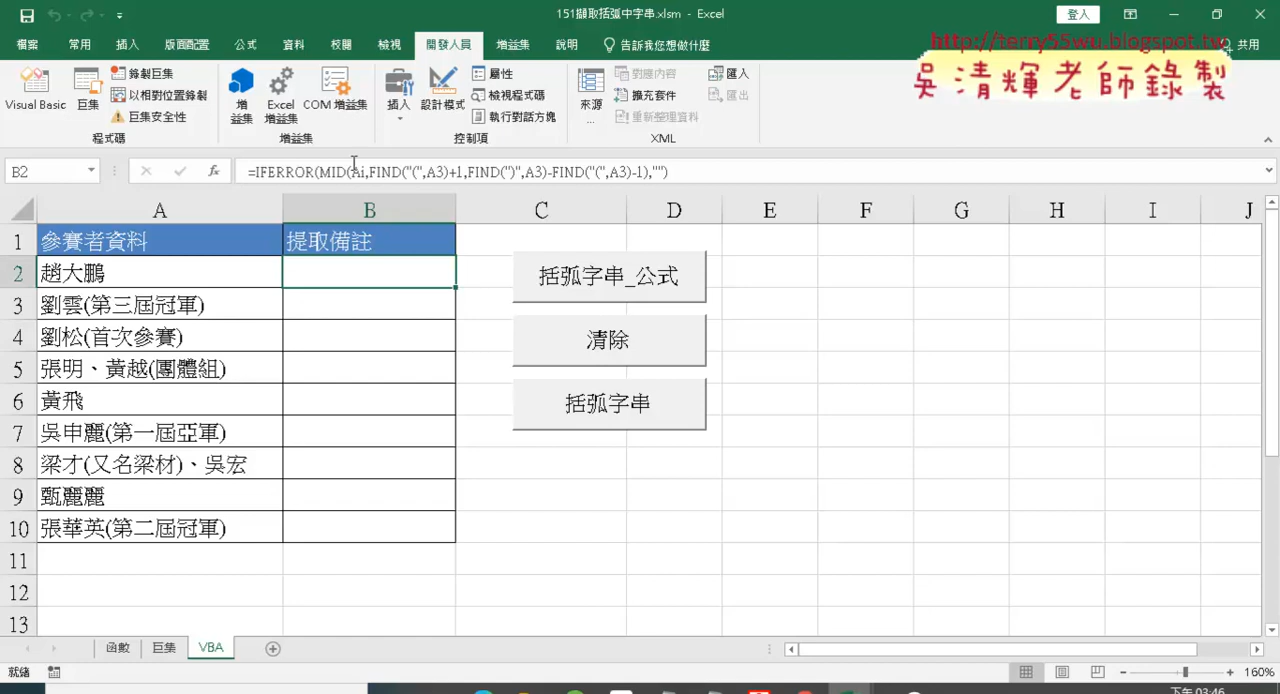 151擷取括弧中字串.xlsm - Excel
登入
檔案 常用 插入 版面配置 公式 資料 校閱 檢視 開發人員 增益集 說明 告訴我您想做什麼 共用
http://terry55wu.blogspot.tw
吳清輝老師錄製
Visual Basic
巨集
錄製巨集
以相對位置錄製
巨集安全性
程式碼
增益集
Excel 增益集
COM 增益集
增益集
插入
設計模式
屬性
檢視程式碼
執行對話方塊
控制項
來源
...
對應內容
擴充套件
重新整理資料
匯入
匯出
XML
B2
fx
=IFERROR(MID(Ai,FIND("(",A3)+1,FIND(")",A3)-FIND("(",A3)-1),"")
A B C D E F G H I J
1 參賽者資料 提取備註
2 趙大鵬
3 劉雲(第三屆冠軍)
4 劉松(首次參賽)
5 張明、黃越(團體組)
6 黃飛
7 吳申麗(第一屆亞軍)
8 梁才(又名梁材)、吳宏
9 甄麗麗
10 張華英(第二屆冠軍)
11
12
13
括弧字串_公式
清除
括弧字串
函數 巨集 VBA
就緒
160%
下午 03:46